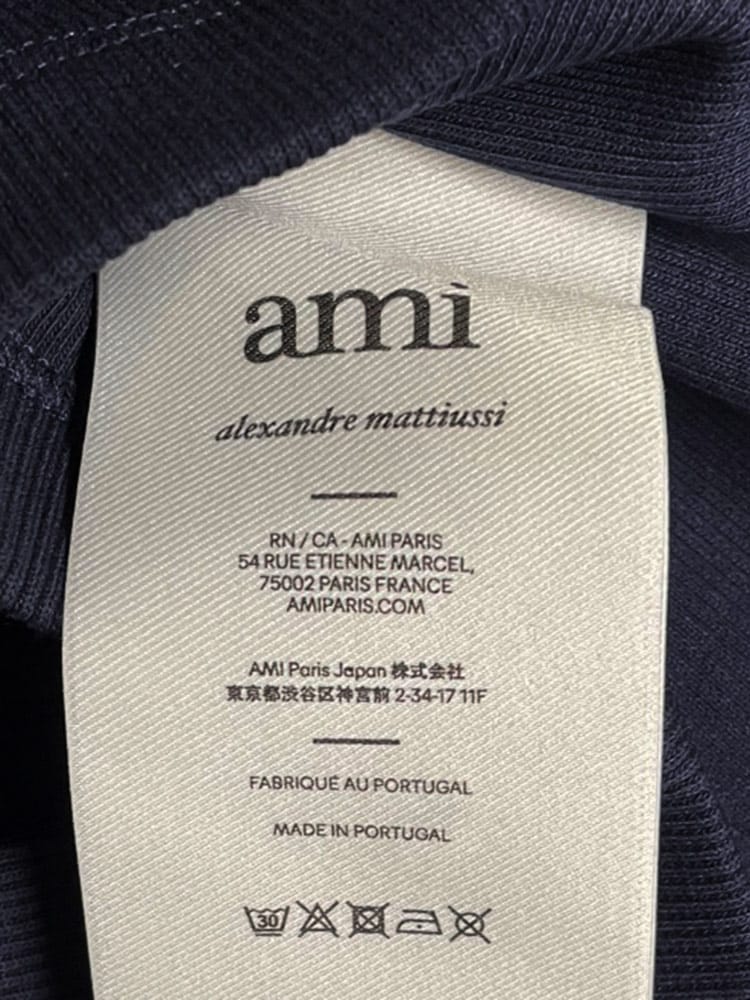 ami
alexandre mattiussi
RN / CA - AMI PARIS
54 RUE ETIENNE MARCEL,
75002 PARIS FRANCE
AMIPARIS.COM
AMI Paris Japan 株式会社
東京都渋谷区神宮前 2-34-17 11F
FABRIQUÉ AU PORTUGAL
MADE IN PORTUGAL
30